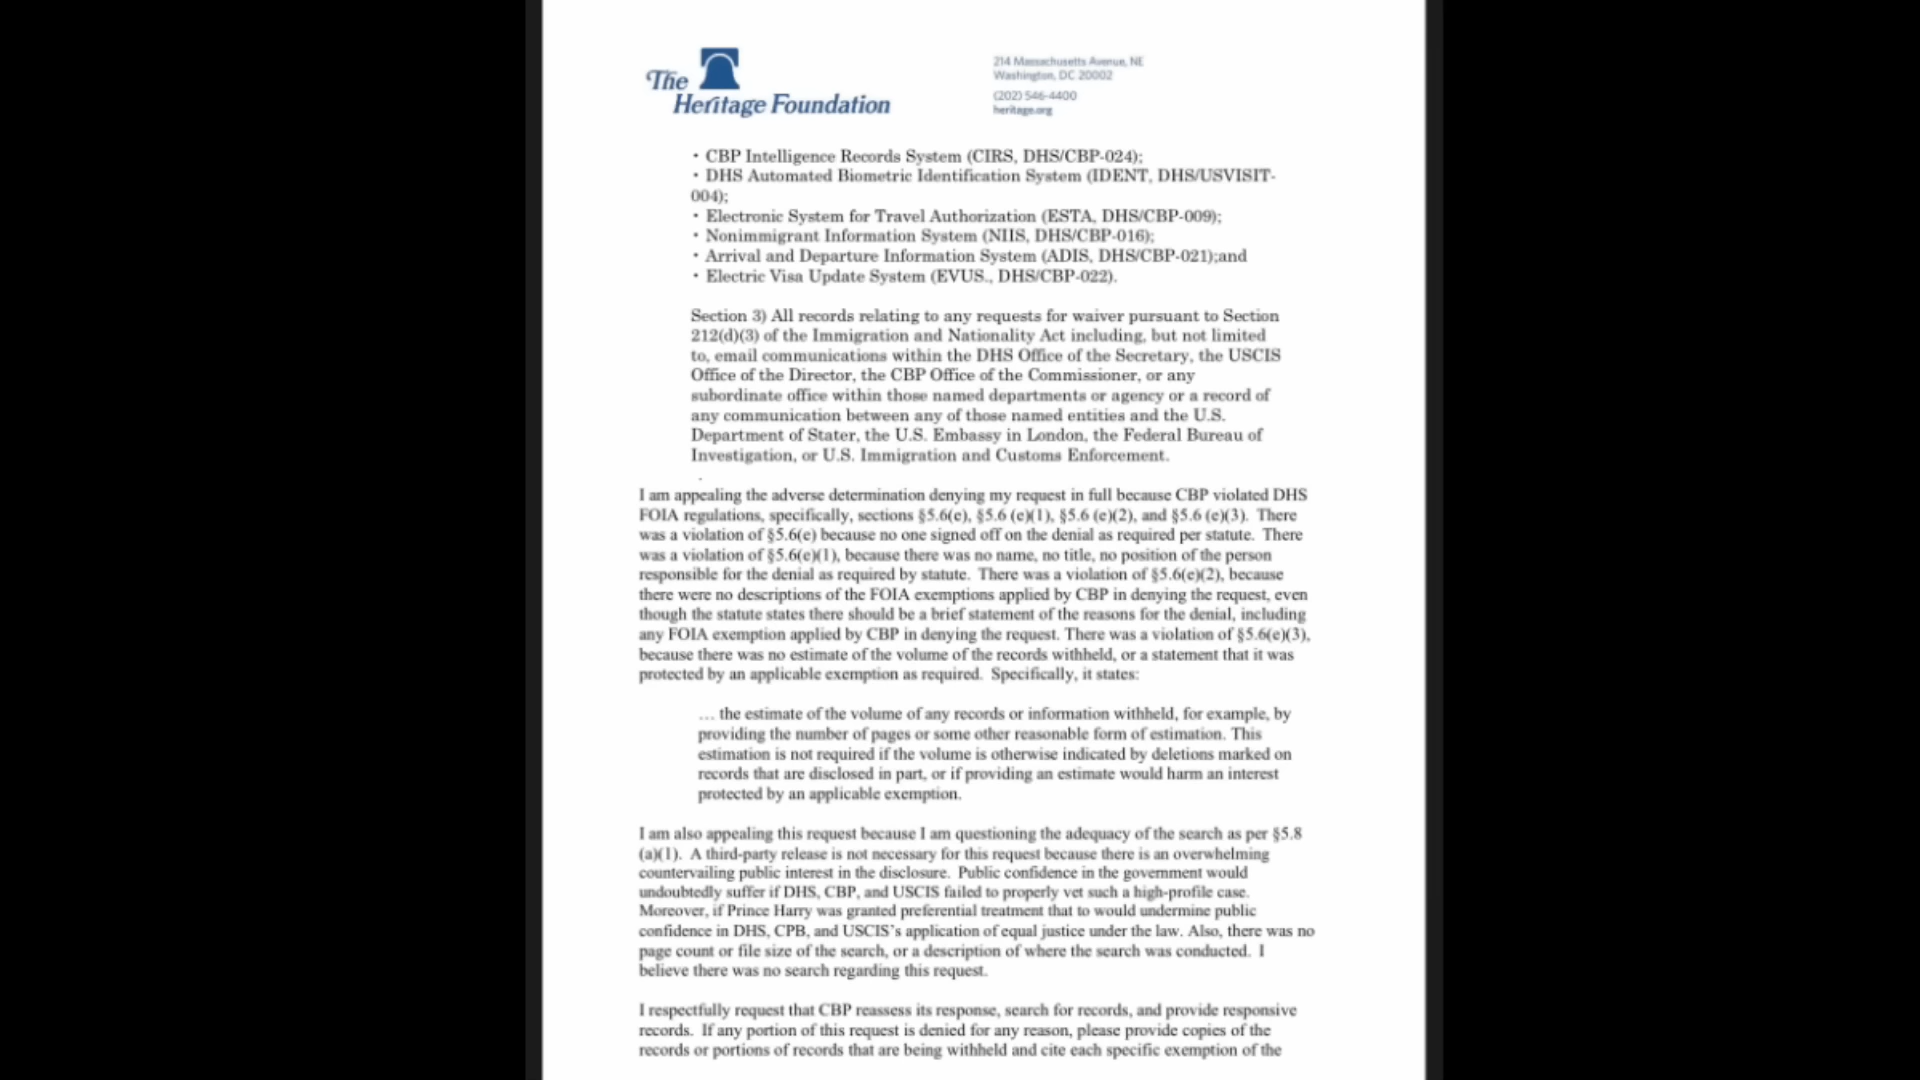 The
Heritage Foundation
214 Massachusetts Avenue, NE
Washington, DC 20002
(202) 546-4400
heritage.org
• CBP Intelligence Records System (CIRS, DHS/CBP-024);
• DHS Automated Biometric Identification System (IDENT, DHS/USVISIT-
004);
• Electronic System for Travel Authorization (ESTA, DHS/CBP-009);
• Nonimmigrant Information System (NIIS, DHS/CBP-016);
• Arrival and Departure Information System (ADIS, DHS/CBP-021);and
• Electric Visa Update System (EVUS., DHS/CBP-022).
Section 3) All records relating to any requests for waiver pursuant to Section
212(d)(3) of the Immigration and Nationality Act including, but not limited
to, email communications within the DHS Office of the Secretary, the USCIS
Office of the Director, the CBP Office of the Commissioner, or any
subordinate office within those named departments or agency or a record of
any communication between any of those named entities and the U.S.
Department of Stater, the U.S. Embassy in London, the Federal Bureau of
Investigation, or U.S. Immigration and Customs Enforcement.
.
I am appealing the adverse determination denying my request in full because CBP violated DHS
FOIA regulations, specifically, sections §5.6(e), §5.6 (e)(1), §5.6 (e)(2), and §5.6 (e)(3). There
was a violation of §5.6(e) because no one signed off on the denial as required per statute. There
was a violation of §5.6(e)(1), because there was no name, no title, no position of the person
responsible for the denial as required by statute. There was a violation of §5.6(e)(2), because
there were no descriptions of the FOIA exemptions applied by CBP in denying the request, even
though the statute states there should be a brief statement of the reasons for the denial, including
any FOIA exemption applied by CBP in denying the request. There was a violation of §5.6(e)(3),
because there was no estimate of the volume of the records withheld, or a statement that it was
protected by an applicable exemption as required. Specifically, it states:
… the estimate of the volume of any records or information withheld, for example, by
providing the number of pages or some other reasonable form of estimation. This
estimation is not required if the volume is otherwise indicated by deletions marked on
records that are disclosed in part, or if providing an estimate would harm an interest
protected by an applicable exemption.
I am also appealing this request because I am questioning the adequacy of the search as per §5.8
(a)(1). A third-party release is not necessary for this request because there is an overwhelming
countervailing public interest in the disclosure. Public confidence in the government would
undoubtedly suffer if DHS, CBP, and USCIS failed to properly vet such a high-profile case.
Moreover, if Prince Harry was granted preferential treatment that to would undermine public
confidence in DHS, CPB, and USCIS's application of equal justice under the law. Also, there was no
page count or file size of the search, or a description of where the search was conducted. I
believe there was no search regarding this request.
I respectfully request that CBP reassess its response, search for records, and provide responsive
records. If any portion of this request is denied for any reason, please provide copies of the
records or portions of records that are being withheld and cite each specific exemption of the